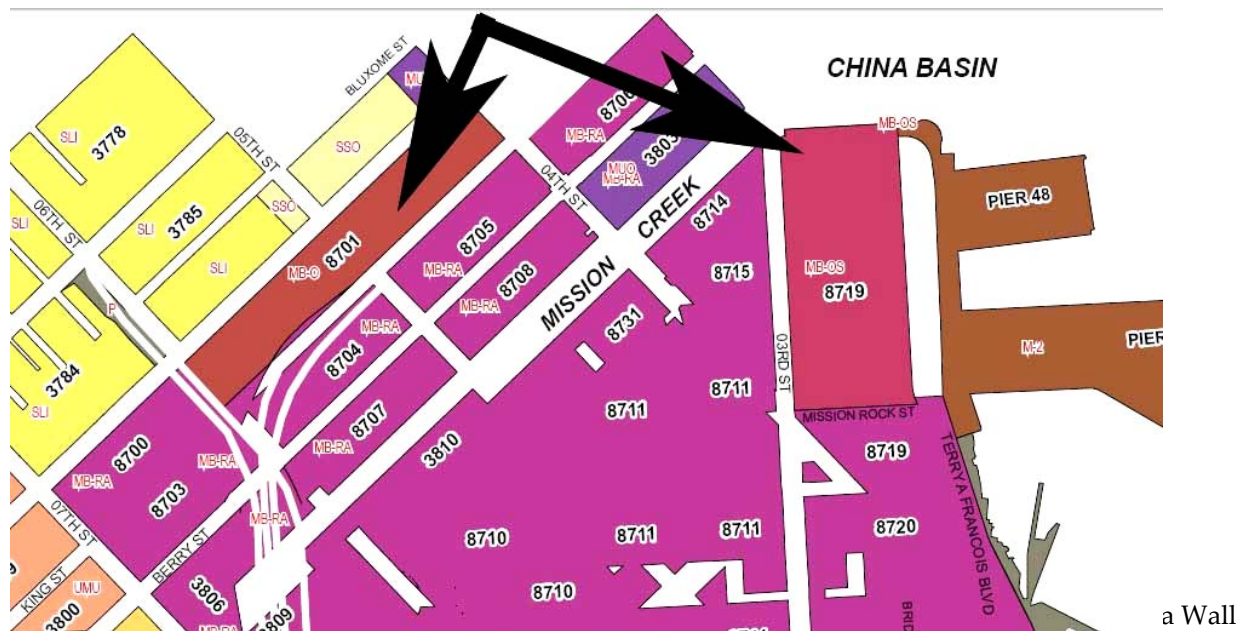 CHINA BASIN
BLUXOME ST
MU
8706
MB-RA
MB-OS
SLI
3778
05TH ST
SSO
3803
MUO
MB-RA
PIER 48
06TH ST
SLI
SLI
3785
SSO
04TH ST
CREEK
8714
SLI
8701
MB-O
8705
MB-RA
8715
MB-OS
8719
P
MB-RA
8708
MB-RA
MISSION
8731
03RD ST
M-2
PIER
3784
SLI
8704
8711
8711
MISSION ROCK ST
8700
MB-RA
8703
MB-RA
8707
MB-RA
3810
8719
TERRY A FRANCOIS BLVD
07TH ST
BERRY ST
MB-RA
8710
8711
8711
8720
KING ST
UMU
3800
3806
MB-RA
3809
8710
BRID
a Wall